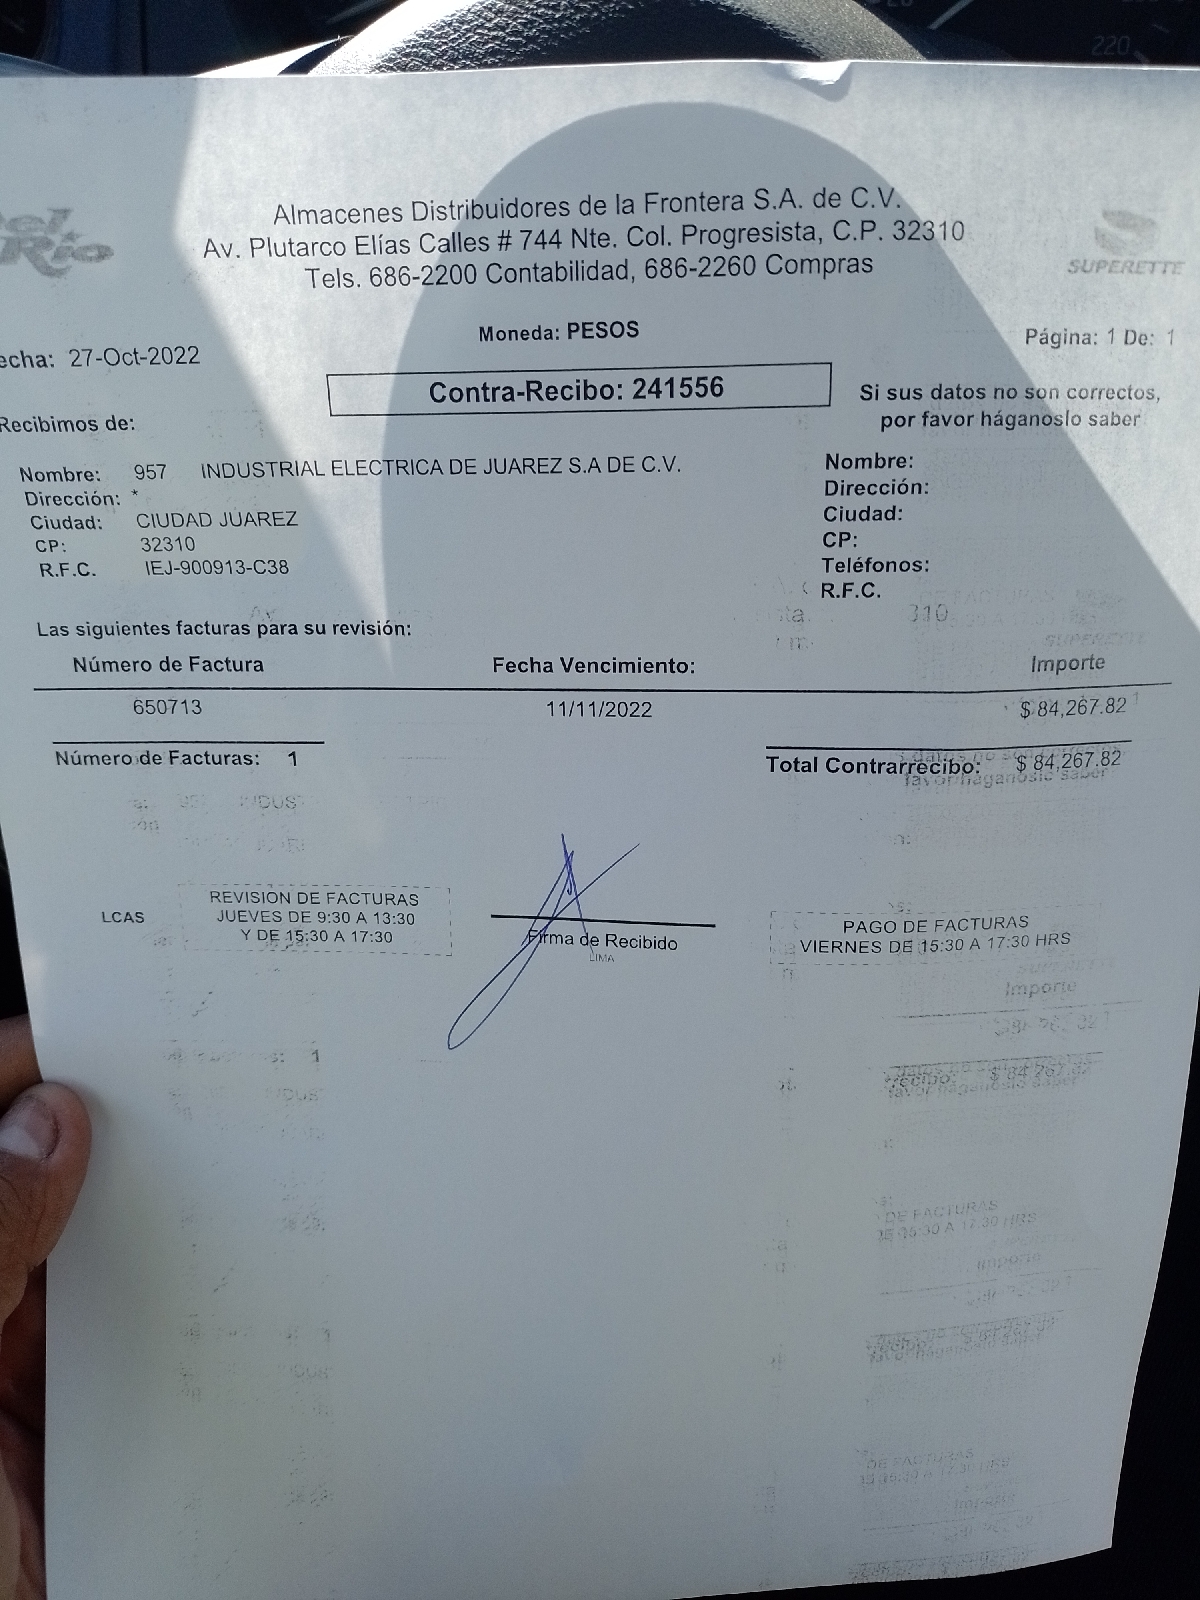 220
Almacenes Distribuidores de la Frontera S.A. de C.V.
Av. Plutarco Elías Calles # 744 Nte. Col. Progresista, C.P. 32310
Tels. 686-2200 Contabilidad, 686-2260 Compras
del Rio
SUPERETTE
echa: 27-Oct-2022
Moneda: PESOS
Página: 1 De: 1
Contra-Recibo: 241556
Si sus datos no son correctos,
por favor háganoslo saber
Recibimos de:
Nombre: 957 INDUSTRIAL ELECTRICA DE JUAREZ S.A DE C.V.
Dirección: *
Ciudad: CIUDAD JUAREZ
CP: 32310
R.F.C. IEJ-900913-C38
Nombre:
Dirección:
Ciudad:
CP:
Teléfonos:
R.F.C.
Las siguientes facturas para su revisión:
Número de Factura Fecha Vencimiento: Importe
650713 11/11/2022 $ 84,267.82
Número de Facturas: 1
Total Contrarrecibo: $ 84,267.82
LCAS
REVISION DE FACTURAS
JUEVES DE 9:30 A 13:30
Y DE 15:30 A 17:30
Firma de Recibido
LIMA
PAGO DE FACTURAS
VIERNES DE 15:30 A 17:30 HRS
Importe